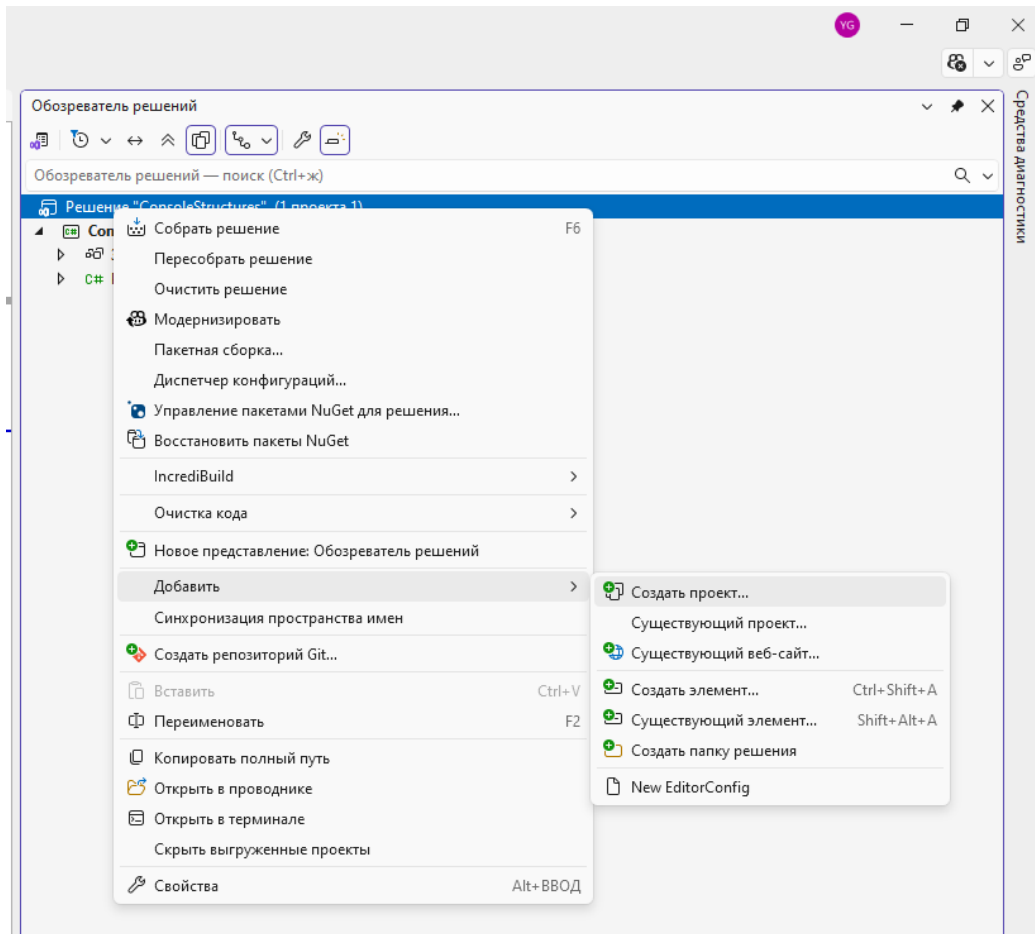 YG
Обозреватель решений
Обозреватель решений — поиск (Ctrl+ж)
Решение "ConsoleStructures" (1 проекта 1)
Con
C#
Собрать решение F6
Пересобрать решение
Очистить решение
Модернизировать
Пакетная сборка...
Диспетчер конфигураций...
Управление пакетами NuGet для решения...
Восстановить пакеты NuGet
IncrediBuild
Очистка кода
Новое представление: Обозреватель решений
Добавить
Синхронизация пространства имен
Создать репозиторий Git...
Вставить Ctrl+V
Переименовать F2
Копировать полный путь
Открыть в проводнике
Открыть в терминале
Скрыть выгруженные проекты
Свойства Alt+ВВОД
Создать проект...
Существующий проект...
Существующий веб-сайт...
Создать элемент... Ctrl+Shift+A
Существующий элемент... Shift+Alt+A
Создать папку решения
New EditorConfig
Средства диагностики